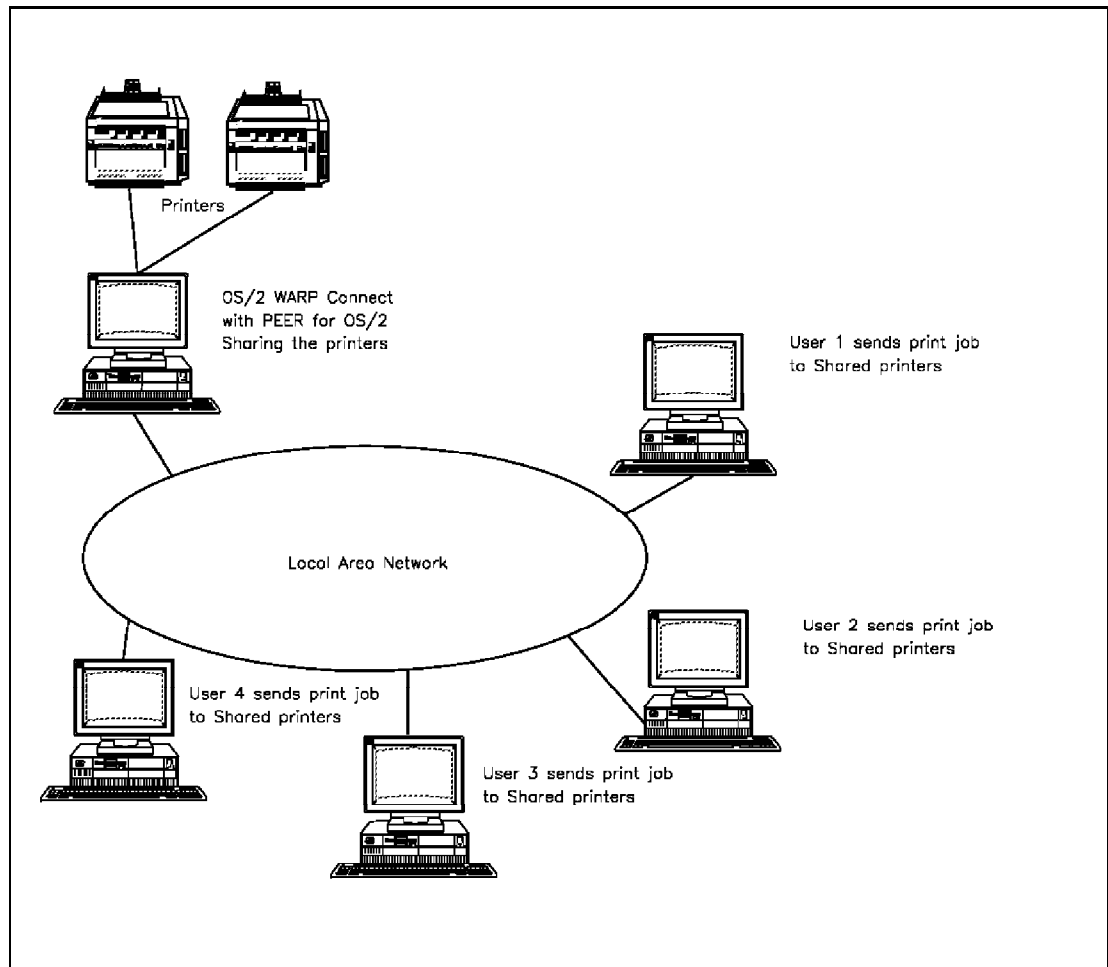 Printers
OS/2 WARP Connect
with PEER for OS/2
Sharing the printers
User 1 sends print job
to Shared printers
Local Area Network
User 2 sends print job
to Shared printers
User 4 sends print job
to Shared printers
User 3 sends print job
to Shared printers